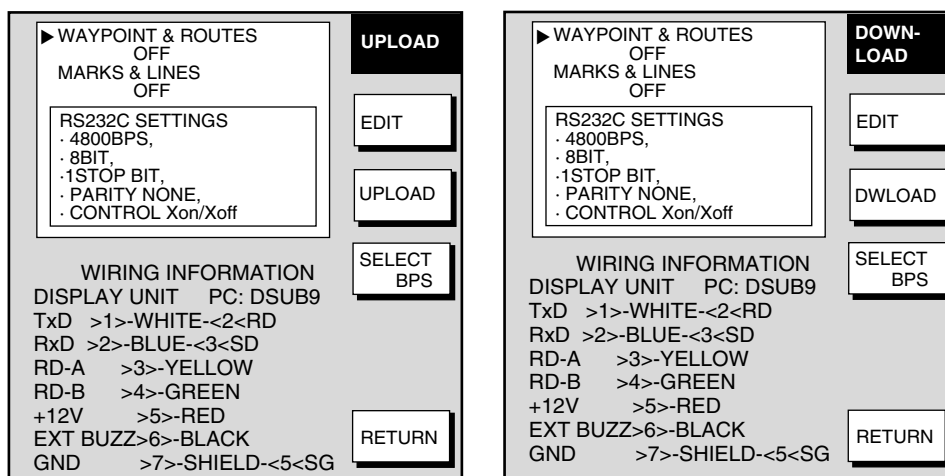 WAYPOINT & ROUTES
OFF
MARKS & LINES
OFF
RS232C SETTINGS
· 4800BPS,
· 8BIT,
·1STOP BIT,
· PARITY NONE,
· CONTROL Xon/Xoff
WIRING INFORMATION
DISPLAY UNIT PC: DSUB9
TxD >1>-WHITE-<2<RD
RxD >2>-BLUE-<3<SD
RD-A >3>-YELLOW
RD-B >4>-GREEN
+12V >5>-RED
EXT BUZZ>6>-BLACK
GND >7>-SHIELD-<5<SG
UPLOAD
EDIT
UPLOAD
SELECT
BPS
RETURN
WAYPOINT & ROUTES
OFF
MARKS & LINES
OFF
RS232C SETTINGS
· 4800BPS,
· 8BIT,
·1STOP BIT,
· PARITY NONE,
· CONTROL Xon/Xoff
WIRING INFORMATION
DISPLAY UNIT PC: DSUB9
TxD >1>-WHITE-<2<RD
RxD >2>-BLUE-<3<SD
RD-A >3>-YELLOW
RD-B >4>-GREEN
+12V >5>-RED
EXT BUZZ>6>-BLACK
GND >7>-SHIELD-<5<SG
DOWN-
LOAD
EDIT
DWLOAD
SELECT
BPS
RETURN